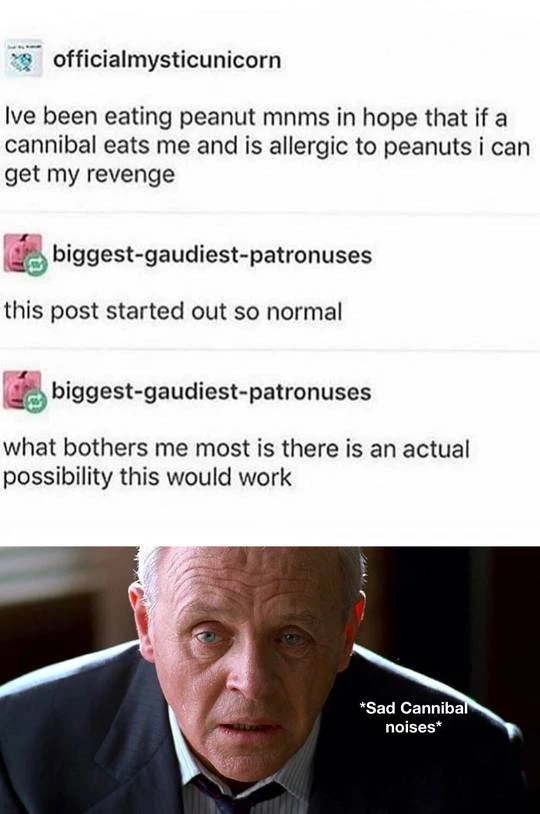 officialmysticunicorn
Ive been eating peanut mnms in hope that if a
cannibal eats me and is allergic to peanuts i can
get my revenge
biggest-gaudiest-patronuses
this post started out so normal
biggest-gaudiest-patronuses
what bothers me most is there is an actual
possibility this would work
*Sad Cannibal
noises*